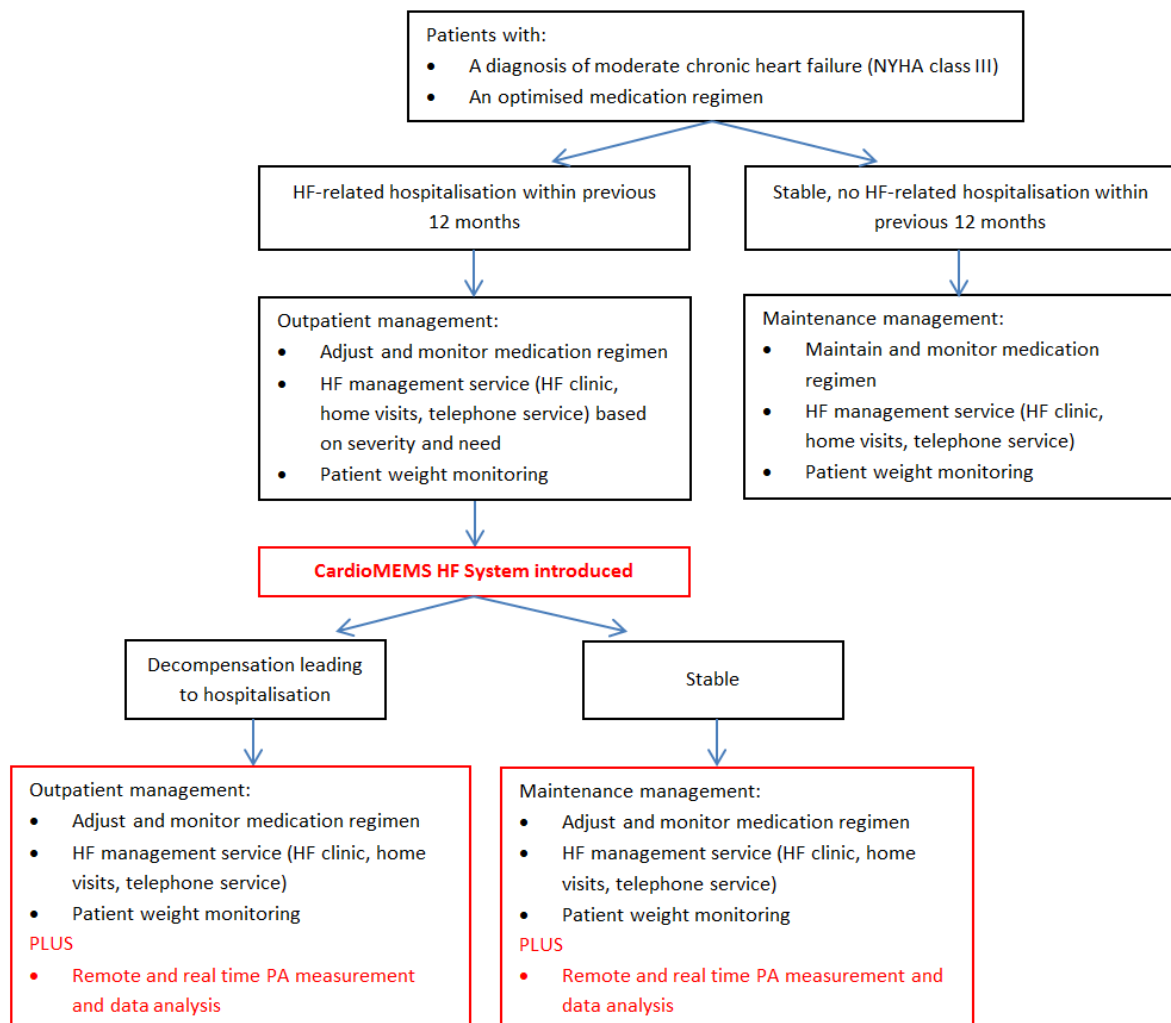 Patients with:
• A diagnosis of moderate chronic heart failure (NYHA class III)
• An optimised medication regimen
HF-related hospitalisation within previous
12 months
Stable, no HF-related hospitalisation within
previous 12 months
Outpatient management:
• Adjust and monitor medication regimen
• HF management service (HF clinic,
home visits, telephone service) based
on severity and need
• Patient weight monitoring
Maintenance management:
• Maintain and monitor medication
regimen
• HF management service (HF clinic,
home visits, telephone service)
• Patient weight monitoring
CardioMEMS HF System introduced
Decompensation leading
to hospitalisation
Stable
Outpatient management:
• Adjust and monitor medication regimen
• HF management service (HF clinic, home
visits, telephone service)
• Patient weight monitoring
PLUS
• Remote and real time PA measurement
and data analysis
Maintenance management:
• Adjust and monitor medication regimen
• HF management service (HF clinic, home
visits, telephone service)
• Patient weight monitoring
PLUS
• Remote and real time PA measurement and
data analysis